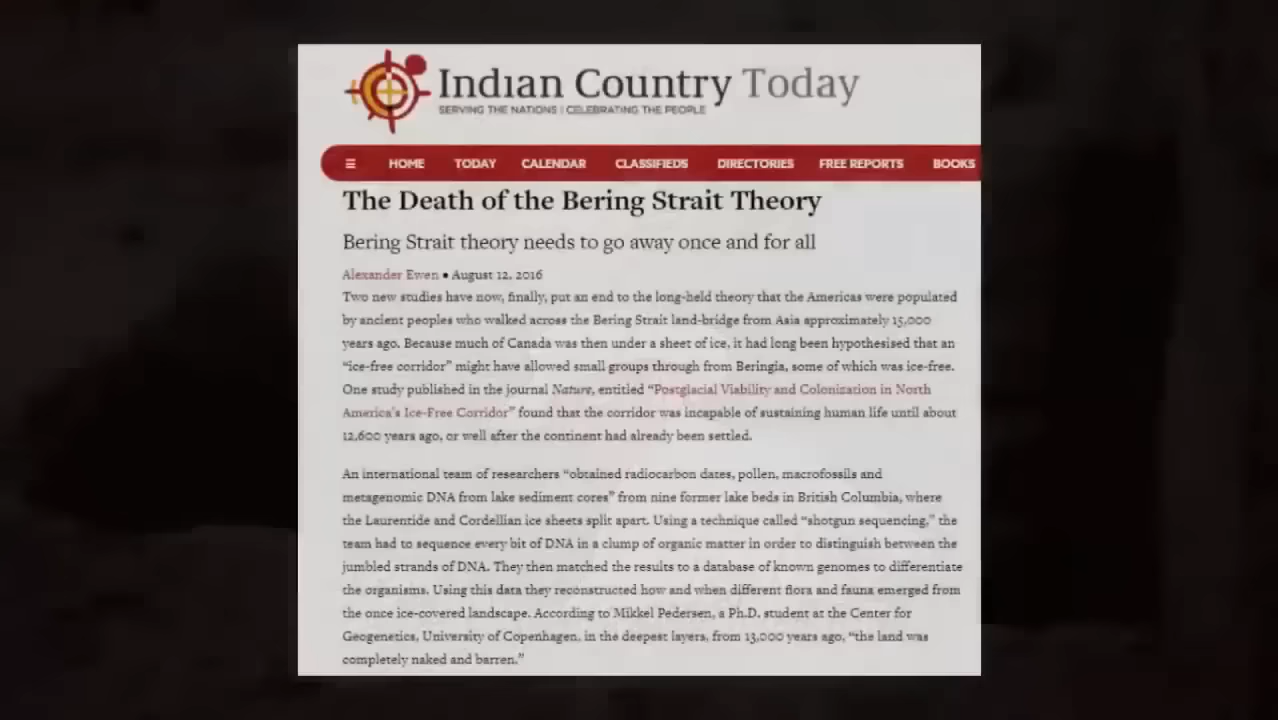 Indian Country Today
SERVING THE NATIONS | CELEBRATING THE PEOPLE
≡ HOME TODAY CALENDAR CLASSIFIEDS DIRECTORIES FREE REPORTS BOOKS
The Death of the Bering Strait Theory
Bering Strait theory needs to go away once and for all
Alexander Ewen • August 12, 2016
Two new studies have now, finally, put an end to the long-held theory that the Americas were populated
by ancient peoples who walked across the Bering Strait land-bridge from Asia approximately 15,000
years ago. Because much of Canada was then under a sheet of ice, it had long been hypothesised that an
“ice-free corridor” might have allowed small groups through from Beringia, some of which was ice-free.
One study published in the journal Nature, entitled “Postglacial Viability and Colonization in North
America’s Ice-Free Corridor” found that the corridor was incapable of sustaining human life until about
12,600 years ago, or well after the continent had already been settled.
An international team of researchers “obtained radiocarbon dates, pollen, macrofossils and
metagenomic DNA from lake sediment cores” from nine former lake beds in British Columbia, where
the Laurentide and Cordellian ice sheets split apart. Using a technique called “shotgun sequencing,” the
team had to sequence every bit of DNA in a clump of organic matter in order to distinguish between the
jumbled strands of DNA. They then matched the results to a database of known genomes to differentiate
the organisms. Using this data they reconstructed how and when different flora and fauna emerged from
the once ice-covered landscape. According to Mikkel Pedersen, a Ph.D. student at the Center for
Geogenetics, University of Copenhagen, in the deepest layers, from 13,000 years ago, “the land was
completely naked and barren.”